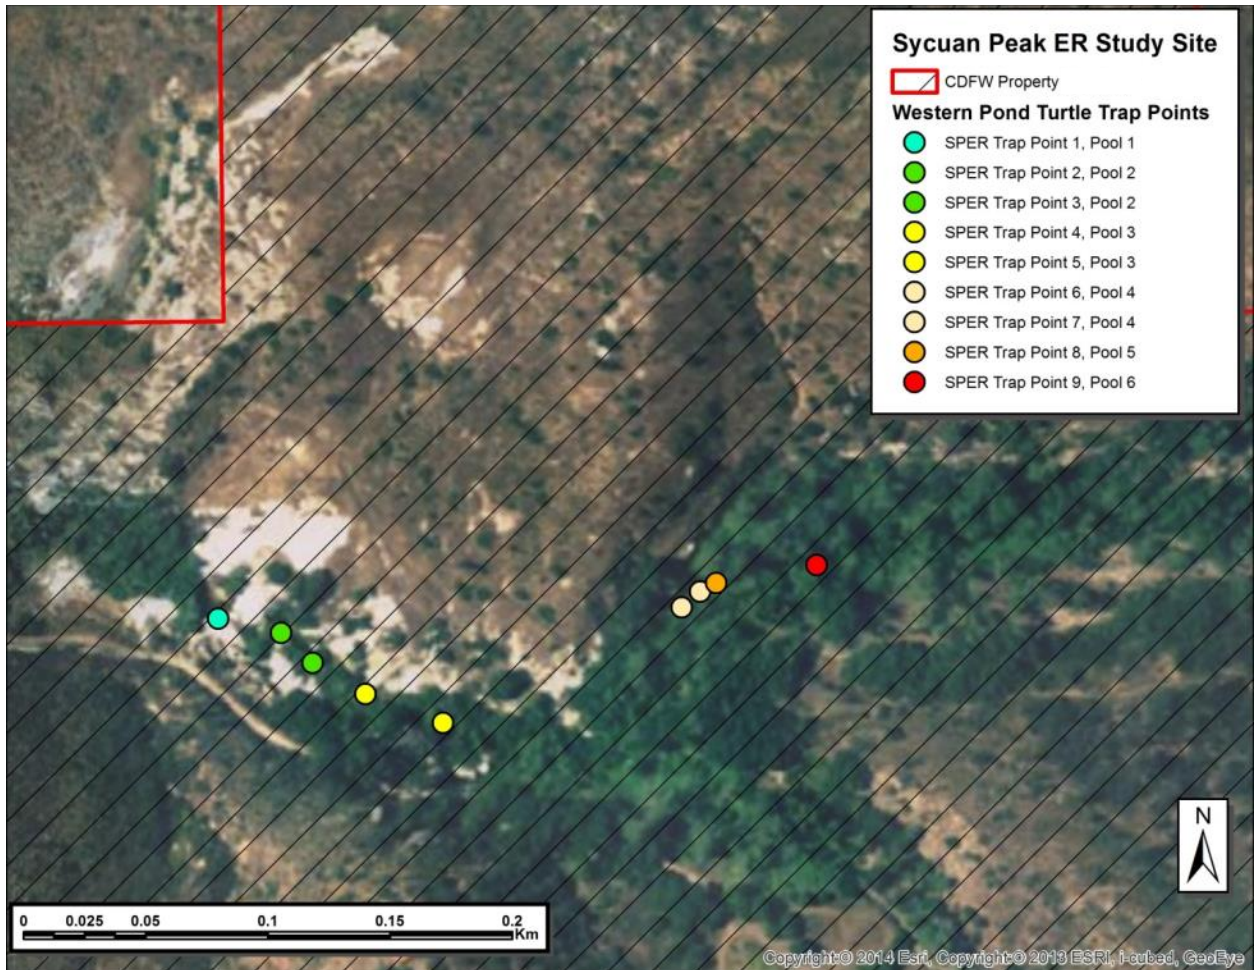 Sycuan Peak ER Study Site
CDFW Property
Western Pond Turtle Trap Points
SPER Trap Point 1, Pool 1
SPER Trap Point 2, Pool 2
SPER Trap Point 3, Pool 2
SPER Trap Point 4, Pool 3
SPER Trap Point 5, Pool 3
SPER Trap Point 6, Pool 4
SPER Trap Point 7, Pool 4
SPER Trap Point 8, Pool 5
SPER Trap Point 9, Pool 6
N
0 0.025 0.05 0.1 0.15 0.2
Km
Copyright:© 2014 Esri, Copyright:© 2013 ESRI, i-cubed, GeoEye